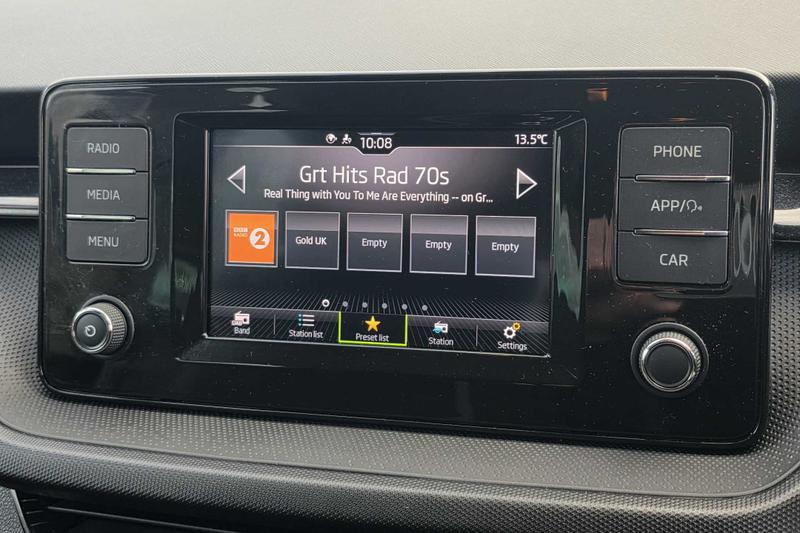 RADIO
MEDIA
MENU
10:08
13.5°C
Grt Hits Rad 70s
Real Thing with You To Me Are Everything -- on Gr...
BBC
RADIO
2
Gold UK
Empty
Empty
Empty
Band
Station list
Preset list
Station
Settings
PHONE
APP/
CAR